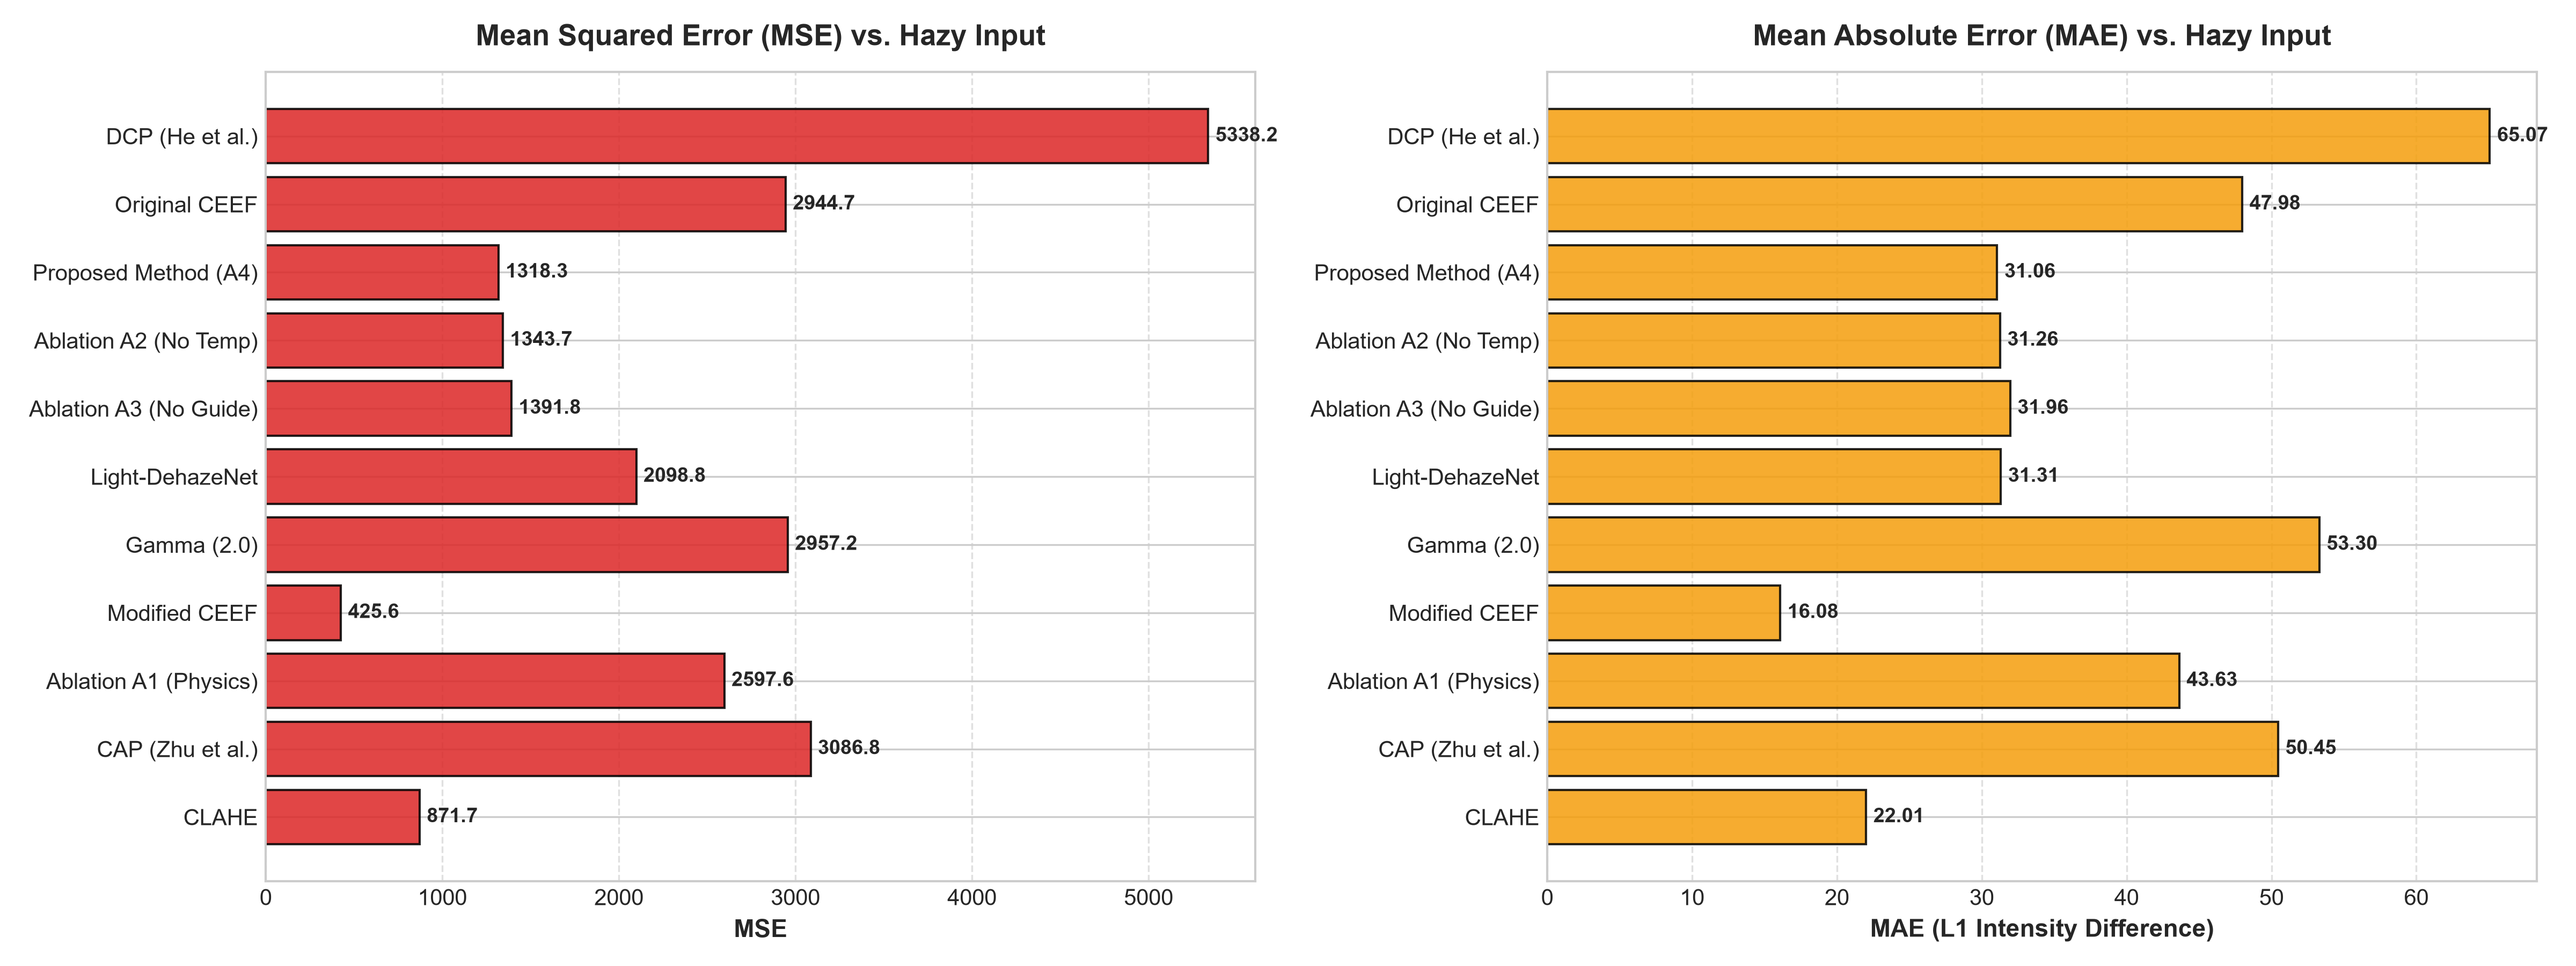 Mean Squared Error (MSE) vs. Hazy Input
DCP (He et al.) 5338.2
Original CEEF 2944.7
Proposed Method (A4) 1318.3
Ablation A2 (No Temp) 1343.7
Ablation A3 (No Guide) 1391.8
Light-DehazeNet 2098.8
Gamma (2.0) 2957.2
Modified CEEF 425.6
Ablation A1 (Physics) 2597.6
CAP (Zhu et al.) 3086.8
CLAHE 871.7
0 1000 2000 3000 4000 5000
MSE
Mean Absolute Error (MAE) vs. Hazy Input
DCP (He et al.) 65.07
Original CEEF 47.98
Proposed Method (A4) 31.06
Ablation A2 (No Temp) 31.26
Ablation A3 (No Guide) 31.96
Light-DehazeNet 31.31
Gamma (2.0) 53.30
Modified CEEF 16.08
Ablation A1 (Physics) 43.63
CAP (Zhu et al.) 50.45
CLAHE 22.01
0 10 20 30 40 50 60
MAE (L1 Intensity Difference)